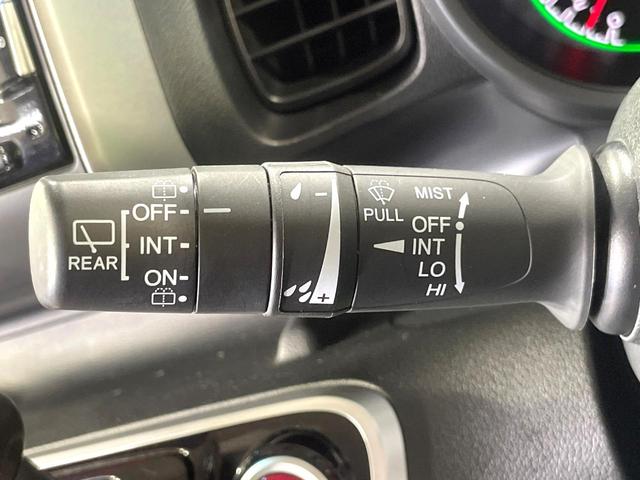 OFF
INT
ON
REAR
-
+
PULL
MIST
OFF
INT
LO
HI